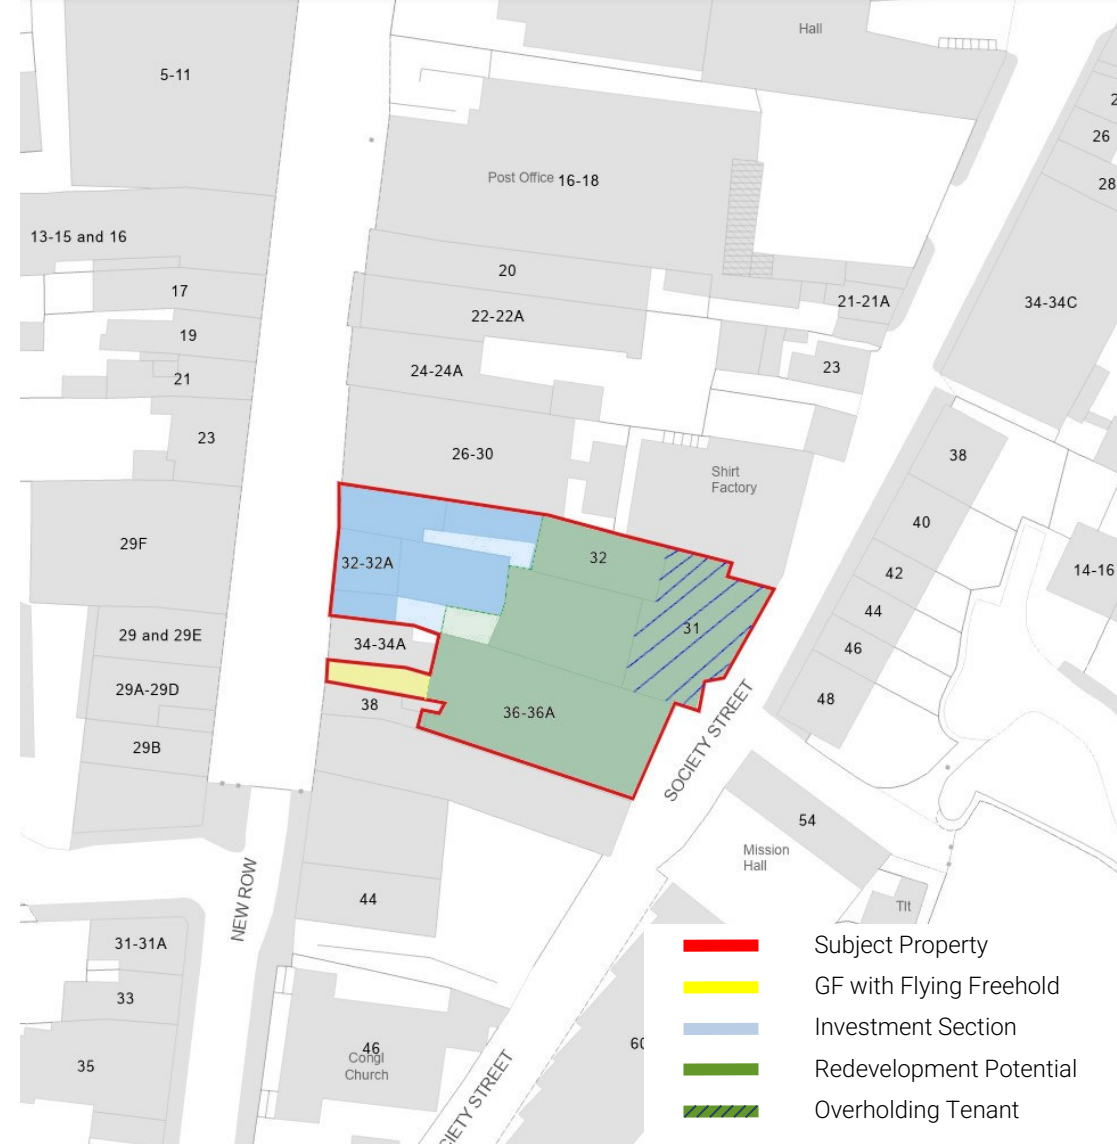 Hall
5-11
26
28
Post Office 16-18
13-15 and 16
20
17
21-21A
34-34C
22-22A
19
23
24-24A
21
23
38
26-30
Shirt
Factory
40
29F
32-32A
32
42
14-16
44
31
29 and 29E
34-34A
46
29A-29D
48
38
36-36A
29B
SOCIETY STREET
54
Mission
Hall
NEW ROW
44
Tlt
31-31A
Subject Property
33
GF with Flying Freehold
Investment Section
46
Congl
Church
35
Redevelopment Potential
Overholding Tenant